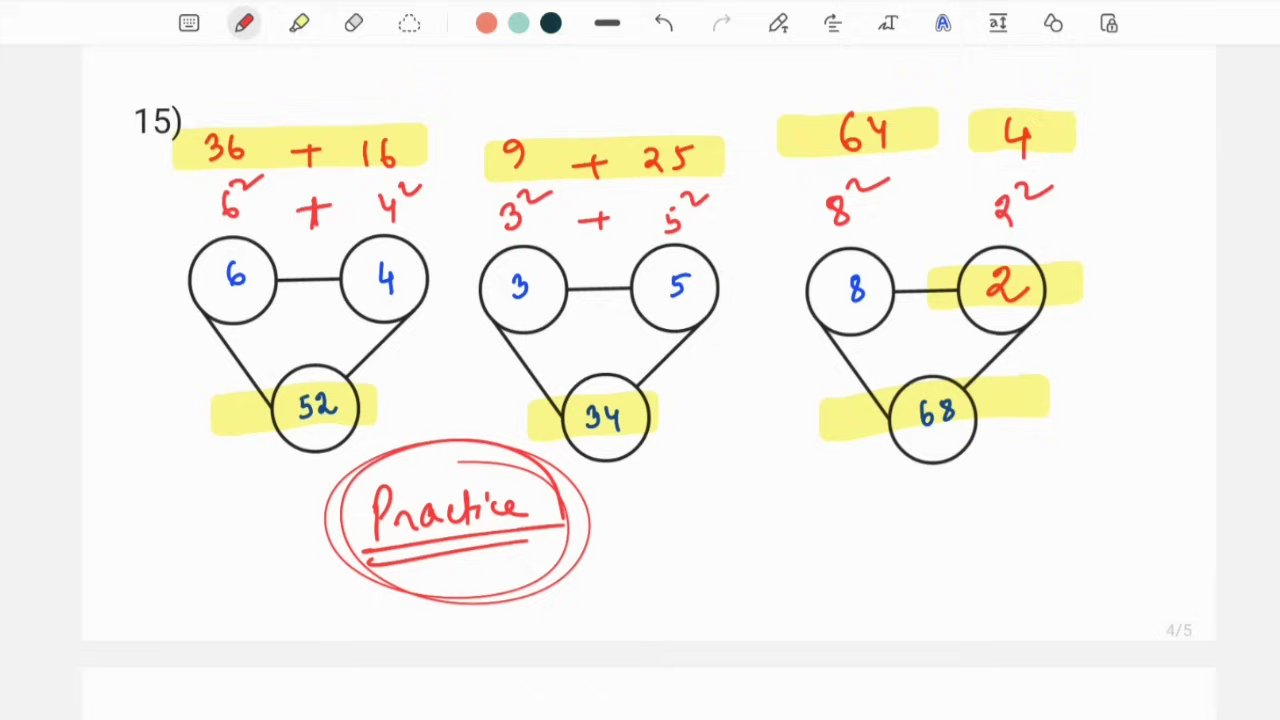 15)
36 + 16
9 + 25
64 4
6² + 4²
3² + 5²
8² 2²
6 4
3 5
8 2
52
34
68
Practice
4/5